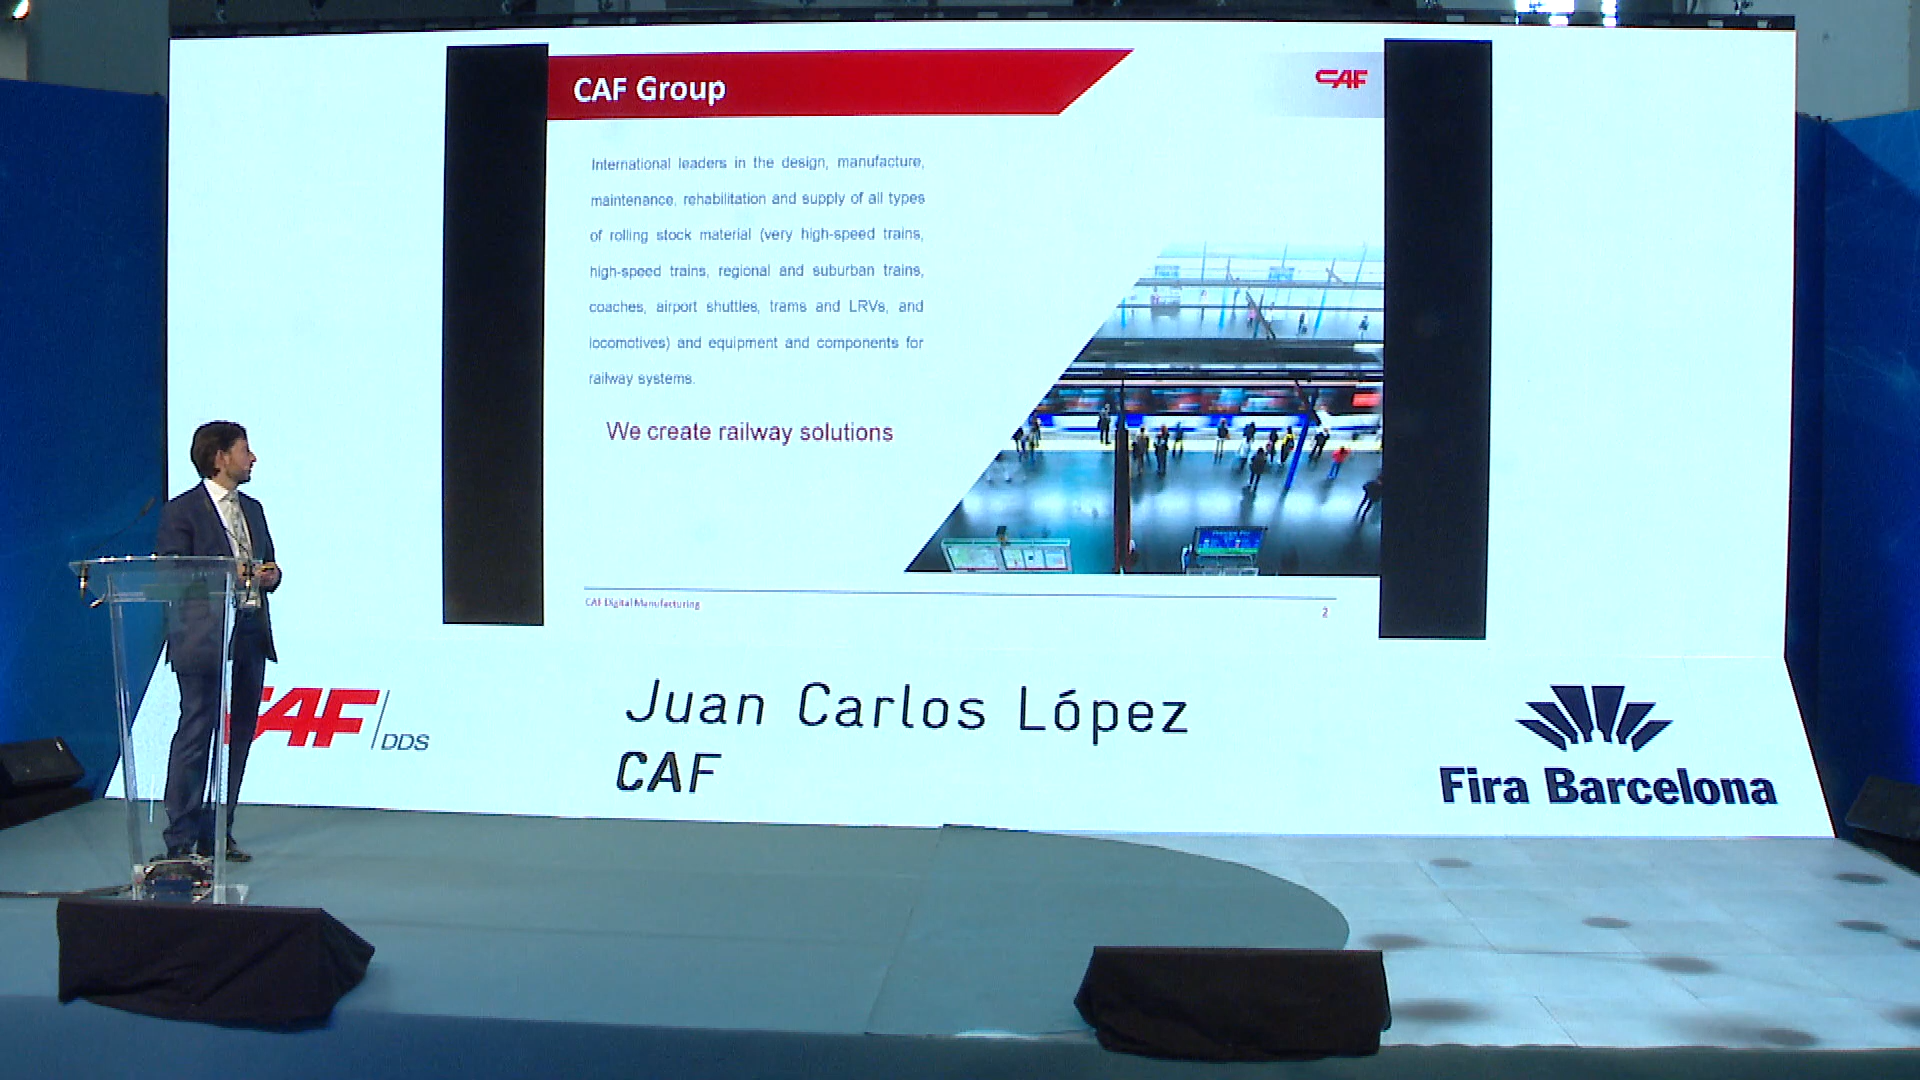 CAF Group
CAF
International leaders in the design, manufacture,
maintenance, rehabilitation and supply of all types
of rolling stock material (very high-speed trains,
high-speed trains, regional and suburban trains,
coaches, airport shuttles, trams and LRVs, and
locomotives) and equipment and components for
railway systems.
We create railway solutions
CAF Digital Manufacturing
2
CAF DDS
Juan Carlos López
CAF
Fira Barcelona